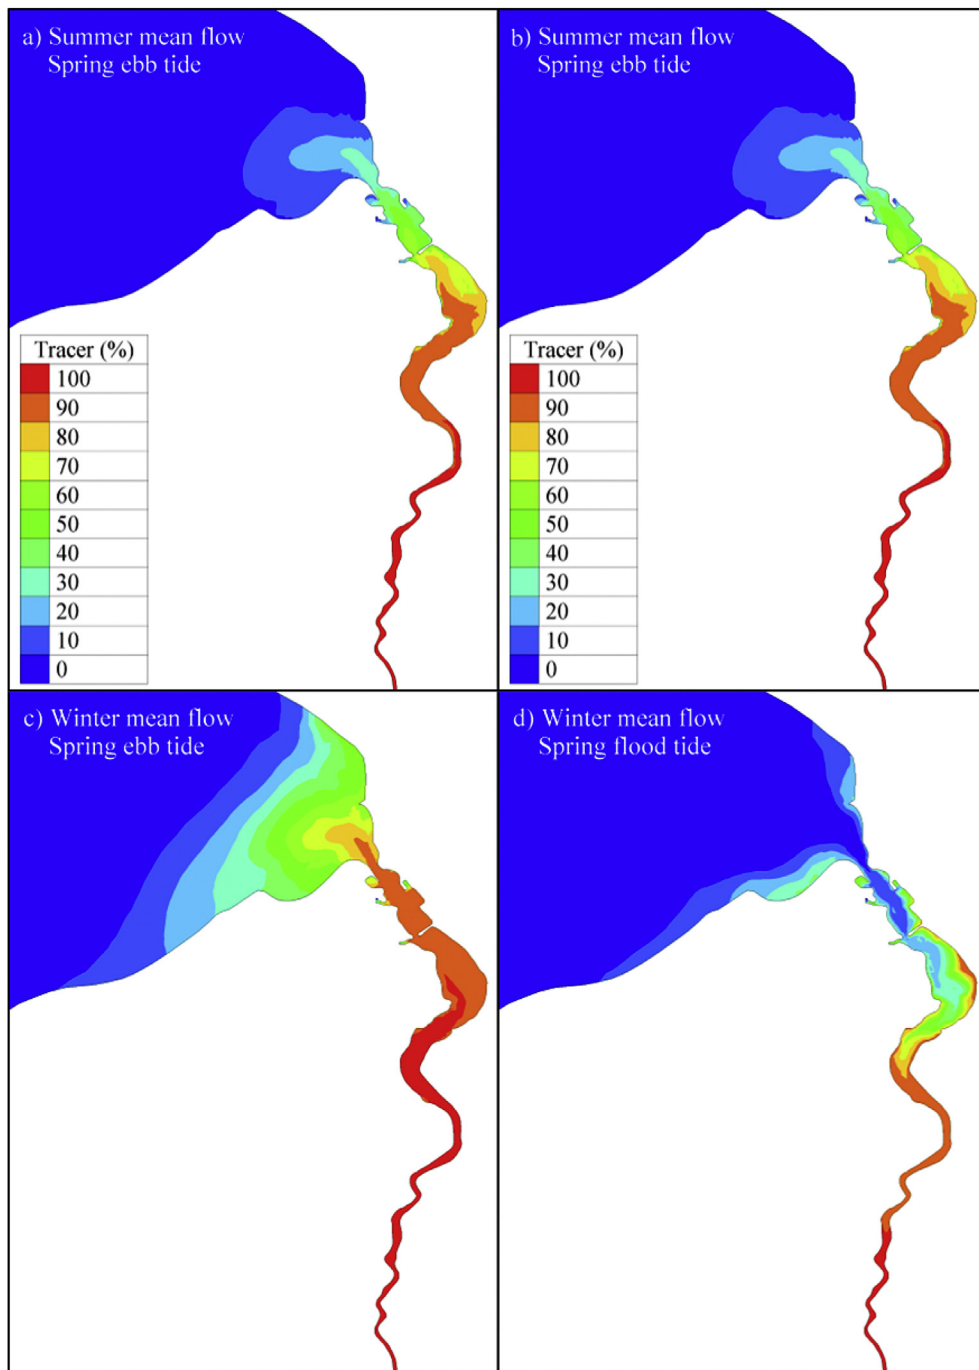 a) Summer mean flow
Spring ebb tide
b) Summer mean flow
Spring ebb tide
Tracer (%)
100
90
80
70
60
50
40
30
20
10
0
Tracer (%)
100
90
80
70
60
50
40
30
20
10
0
c) Winter mean flow
Spring ebb tide
d) Winter mean flow
Spring flood tide